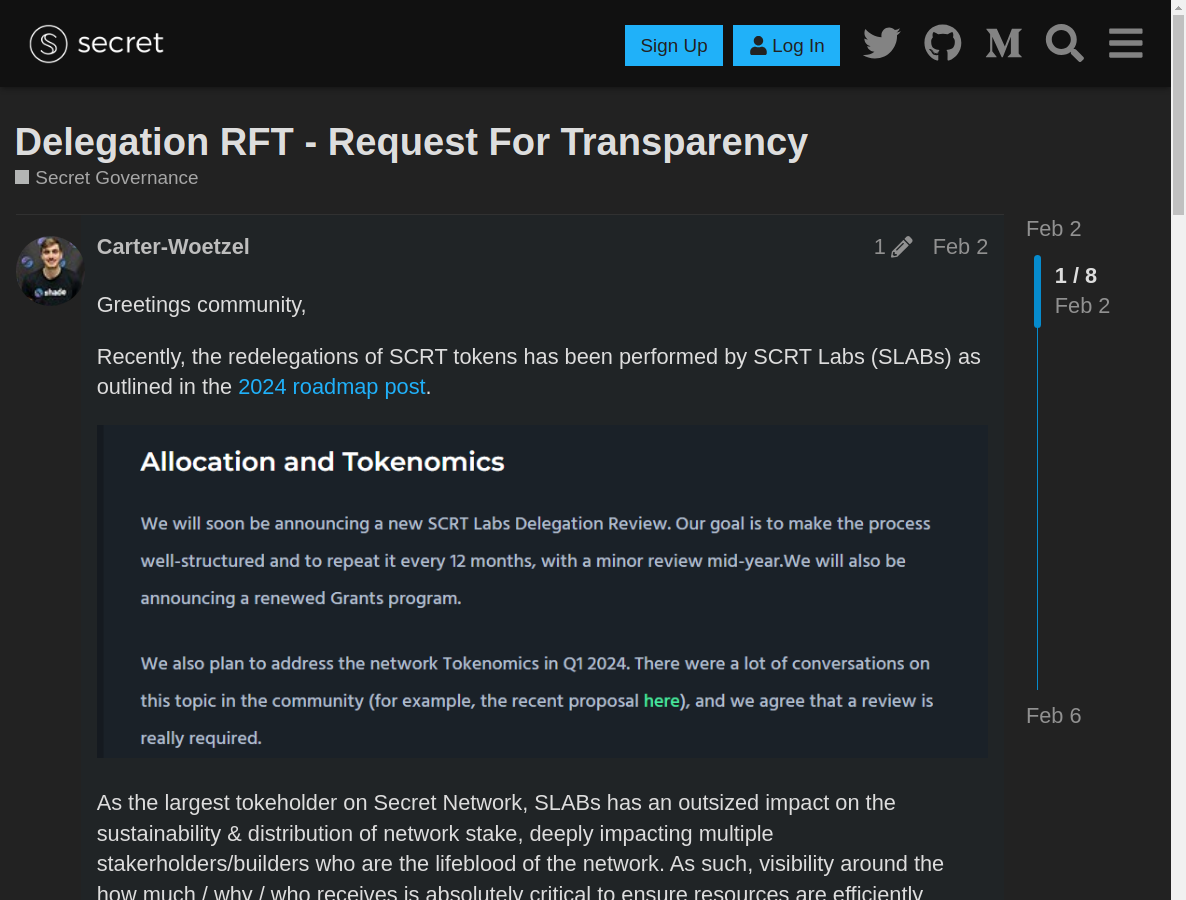 secret
Sign Up
Log In
Delegation RFT - Request For Transparency
Secret Governance
Carter-Woetzel
1
Feb 2
Greetings community,
Recently, the redelegations of SCRT tokens has been performed by SCRT Labs (SLABs) as
outlined in the 2024 roadmap post.
Allocation and Tokenomics
We will soon be announcing a new SCRT Labs Delegation Review. Our goal is to make the process
well-structured and to repeat it every 12 months, with a minor review mid-year.We will also be
announcing a renewed Grants program.
We also plan to address the network Tokenomics in Q1 2024. There were a lot of conversations on
this topic in the community (for example, the recent proposal here), and we agree that a review is
really required.
As the largest tokeholder on Secret Network, SLABs has an outsized impact on the
sustainability & distribution of network stake, deeply impacting multiple
stakerholders/builders who are the lifeblood of the network. As such, visibility around the
how much / why / who receives is absolutely critical to ensure resources are efficiently
Feb 2
1 / 8
Feb 2
Feb 6
shade